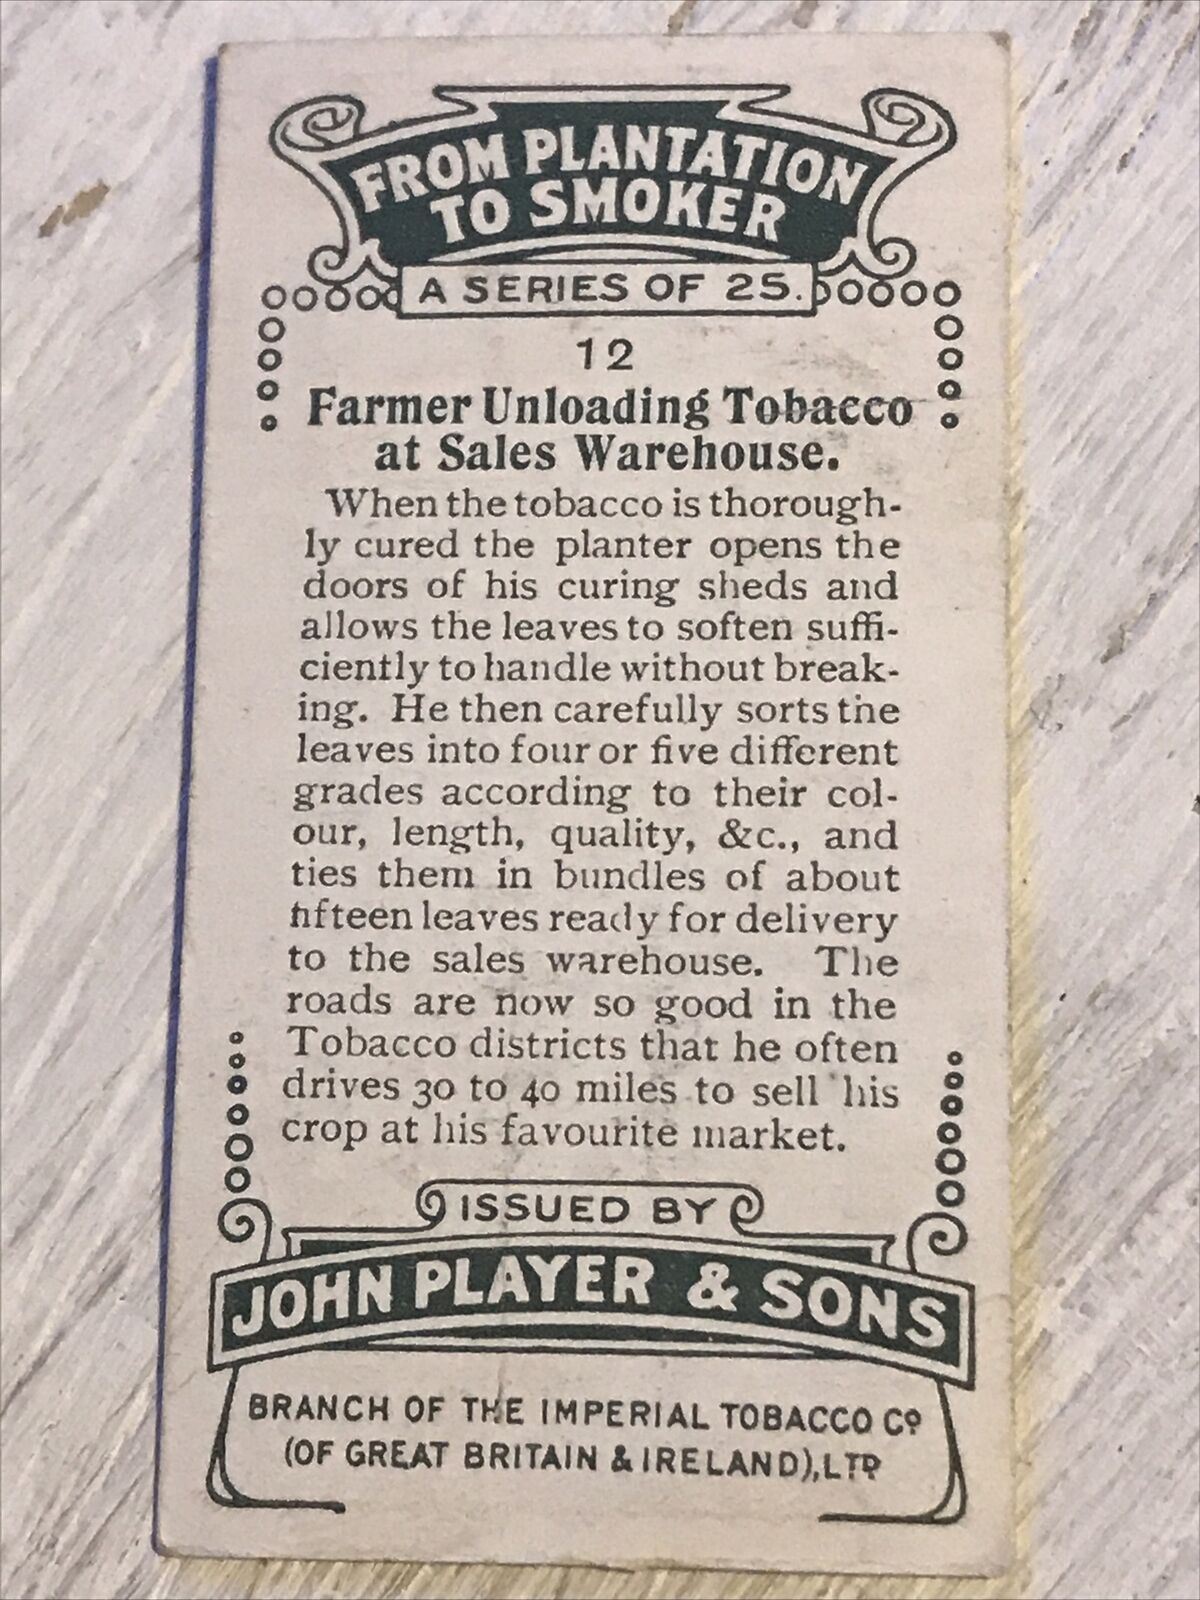 FROM PLANTATION
TO SMOKER
A SERIES OF 25.
12
Farmer Unloading Tobacco
at Sales Warehouse.
When the tobacco is thorough-
ly cured the planter opens the
doors of his curing sheds and
allows the leaves to soften suffi-
ciently to handle without break-
ing. He then carefully sorts the
leaves into four or five different
grades according to their col-
our, length, quality, &c., and
ties them in bundles of about
fifteen leaves ready for delivery
to the sales warehouse. The
roads are now so good in the
Tobacco districts that he often
drives 30 to 40 miles to sell his
crop at his favourite market.
ISSUED BY
JOHN PLAYER & SONS
BRANCH OF THE IMPERIAL TOBACCO Co.
(OF GREAT BRITAIN & IRELAND), LTD.